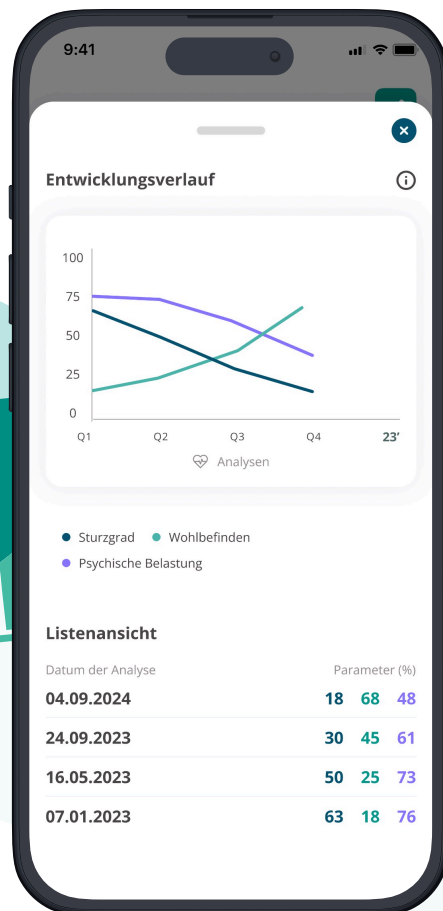 9:41
Entwicklungsverlauf
100
75
50
25
0
Q1 Q2 Q3 Q4 23’
Analysen
Sturzgrad Wohlbefinden
Psychische Belastung
Listenansicht
Datum der Analyse Parameter (%)
04.09.2024 18 68 48
24.09.2023 30 45 61
16.05.2023 50 25 73
07.01.2023 63 18 76